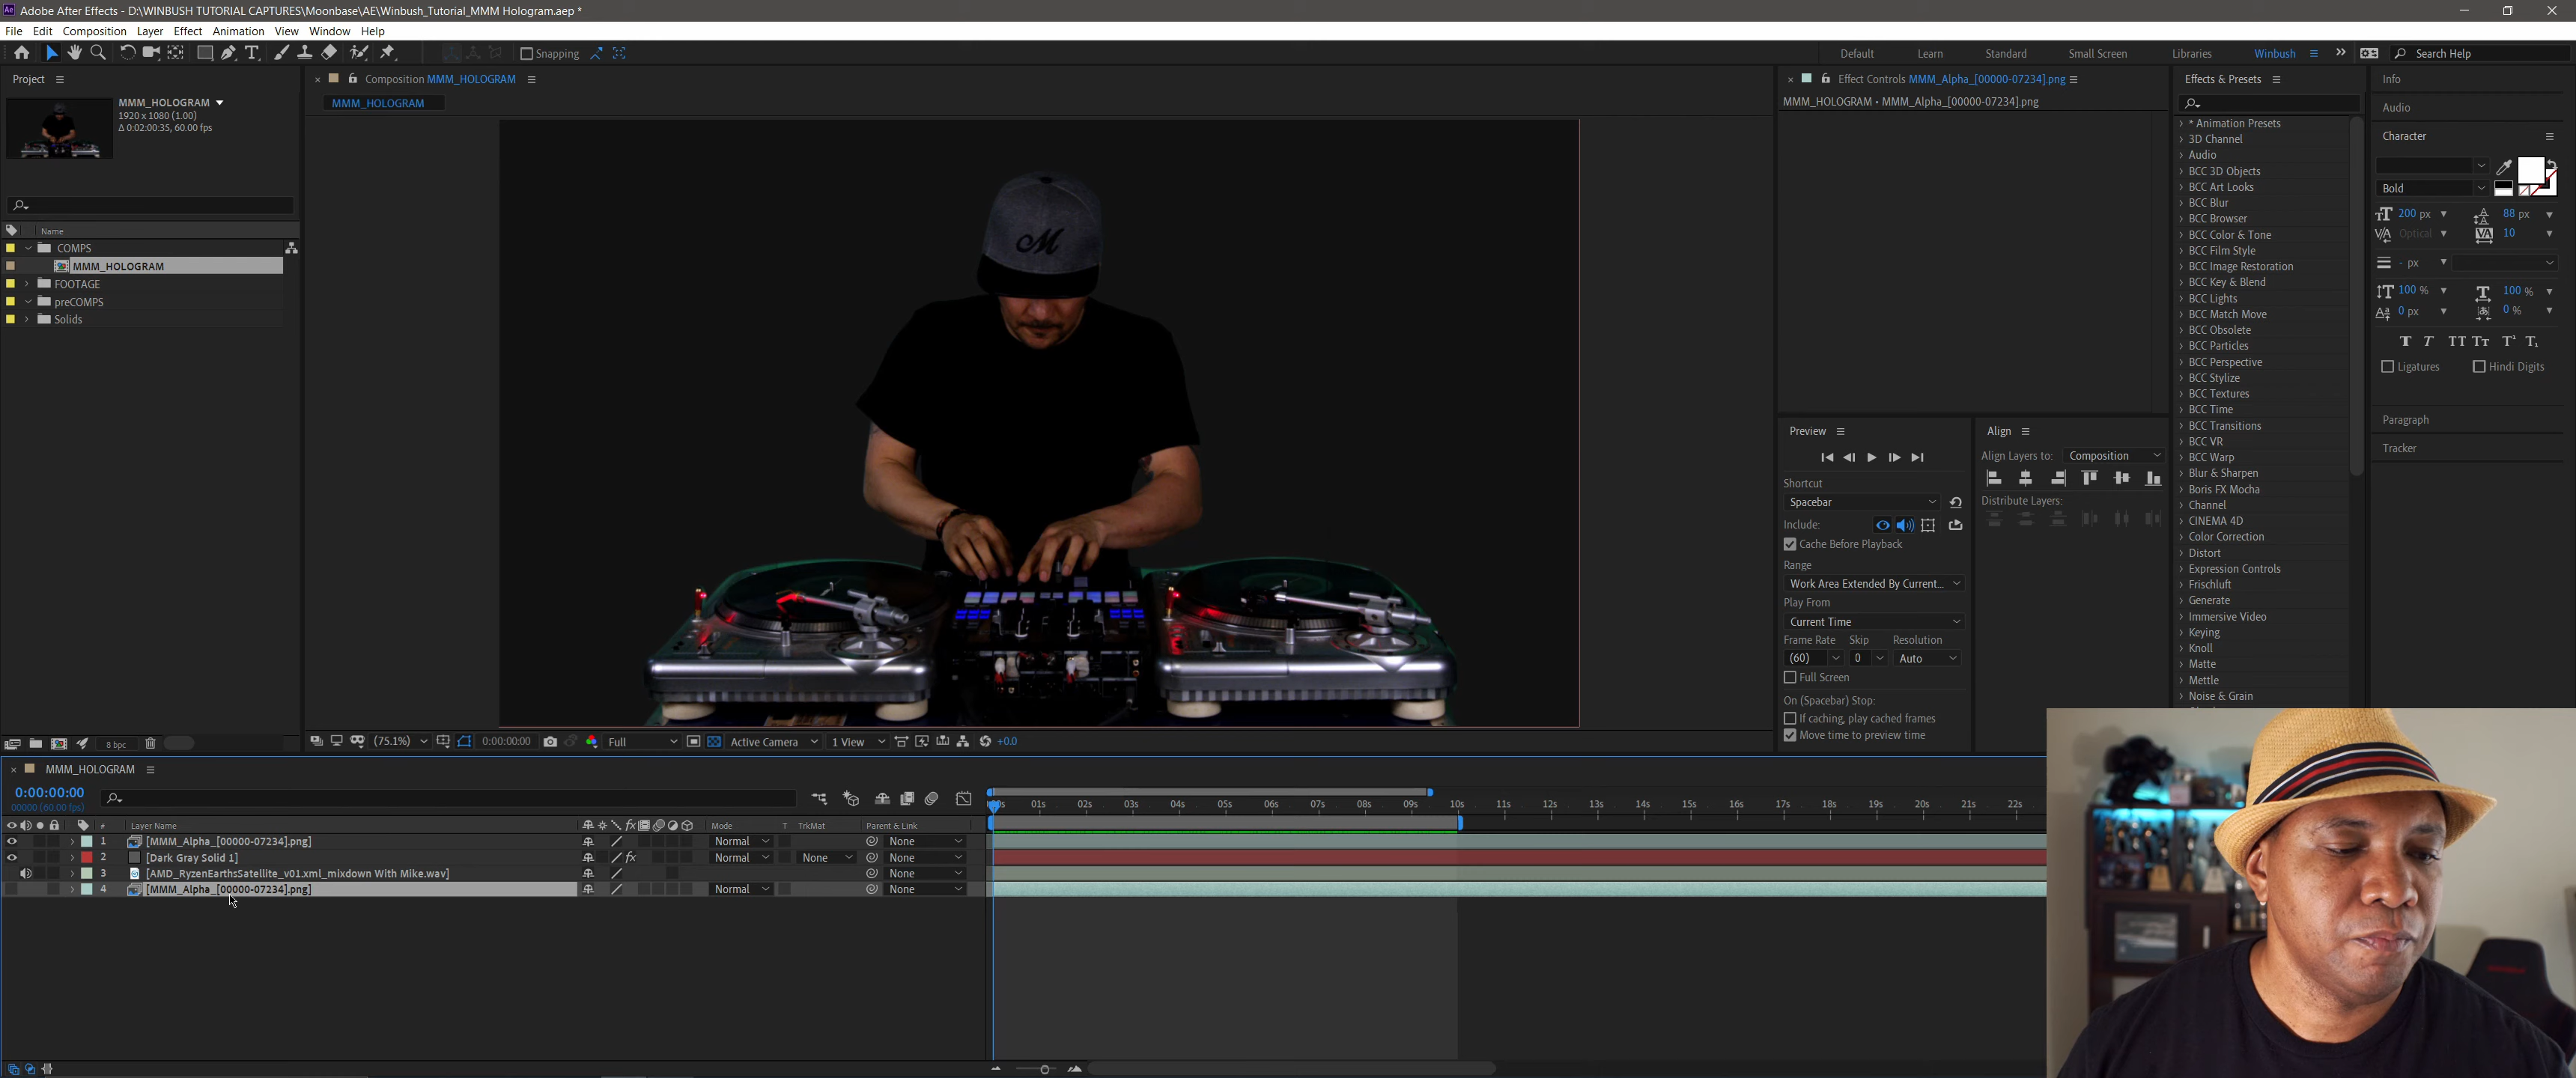 Adobe After Effects - D:\WINBUSH TUTORIAL CAPTURES\Moonbase\AE\Winbush_Tutorial_MMM Hologram.aep *
File Edit Composition Layer Effect Animation View Window Help
Snapping
Default Learn Standard Small Screen Libraries Winbush Search Help
Project
MMM_HOLOGRAM
1920 x 1080 (1.00)
Δ 0:02:00:35, 60.00 fps
Name
COMPS
MMM_HOLOGRAM
FOOTAGE
preCOMPS
Solids
8 bpc
Composition MMM_HOLOGRAM
MMM_HOLOGRAM
M
(75.1%) 0:00:00:00 Full Active Camera 1 View +0.0
Effect Controls MMM_Alpha_[00000-07234].png
MMM_HOLOGRAM • MMM_Alpha_[00000-07234].png
Preview
Shortcut
Spacebar
Include:
Cache Before Playback
Range
Work Area Extended By Current...
Play From
Current Time
Frame Rate Skip Resolution
(60) 0 Auto
Full Screen
On (Spacebar) Stop:
If caching, play cached frames
Move time to preview time
Align
Align Layers to: Composition
Distribute Layers:
Effects & Presets
* Animation Presets
3D Channel
Audio
BCC 3D Objects
BCC Art Looks
BCC Blur
BCC Browser
BCC Color & Tone
BCC Film Style
BCC Image Restoration
BCC Key & Blend
BCC Lights
BCC Match Move
BCC Obsolete
BCC Particles
BCC Perspective
BCC Stylize
BCC Textures
BCC Time
BCC Transitions
BCC VR
BCC Warp
Blur & Sharpen
Boris FX Mocha
Channel
CINEMA 4D
Color Correction
Distort
Expression Controls
Frischluft
Generate
Immersive Video
Keying
Knoll
Matte
Mettle
Noise & Grain
Info
Audio
Character
Bold
200 px 88 px
Optical 10
- px
100 % 100 %
0 px 0 %
Ligatures Hindi Digits
Paragraph
Tracker
MMM_HOLOGRAM
0:00:00:00
00000 (60.00 fps)
01s 02s 03s 04s 05s 06s 07s 08s 09s 10s 11s 12s 13s 14s 15s 16s 17s 18s 19s 20s 21s 22s
# Layer Name Mode T TrkMat Parent & Link
1 [MMM_Alpha_[00000-07234].png] Normal None
2 [Dark Gray Solid 1] fx Normal None None
3 [AMD_RyzenEarthsSatellite_v01.xml_mixdown With Mike.wav] None
4 [MMM_Alpha_[00000-07234].png] Normal None